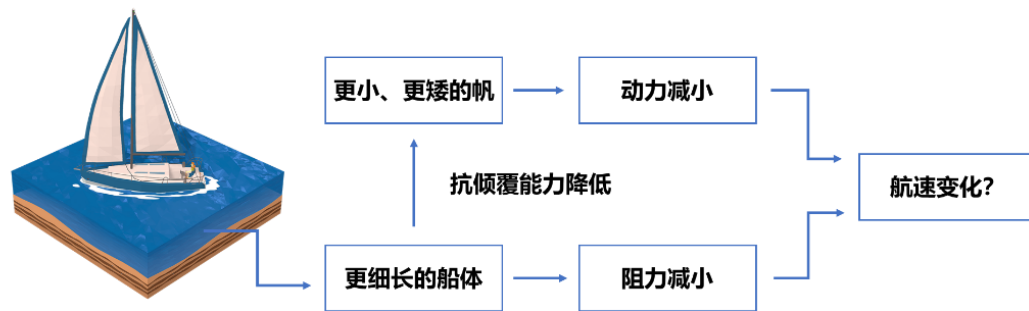 更小、更矮的帆
动力减小
抗倾覆能力降低
航速变化？
更细长的船体
阻力减小